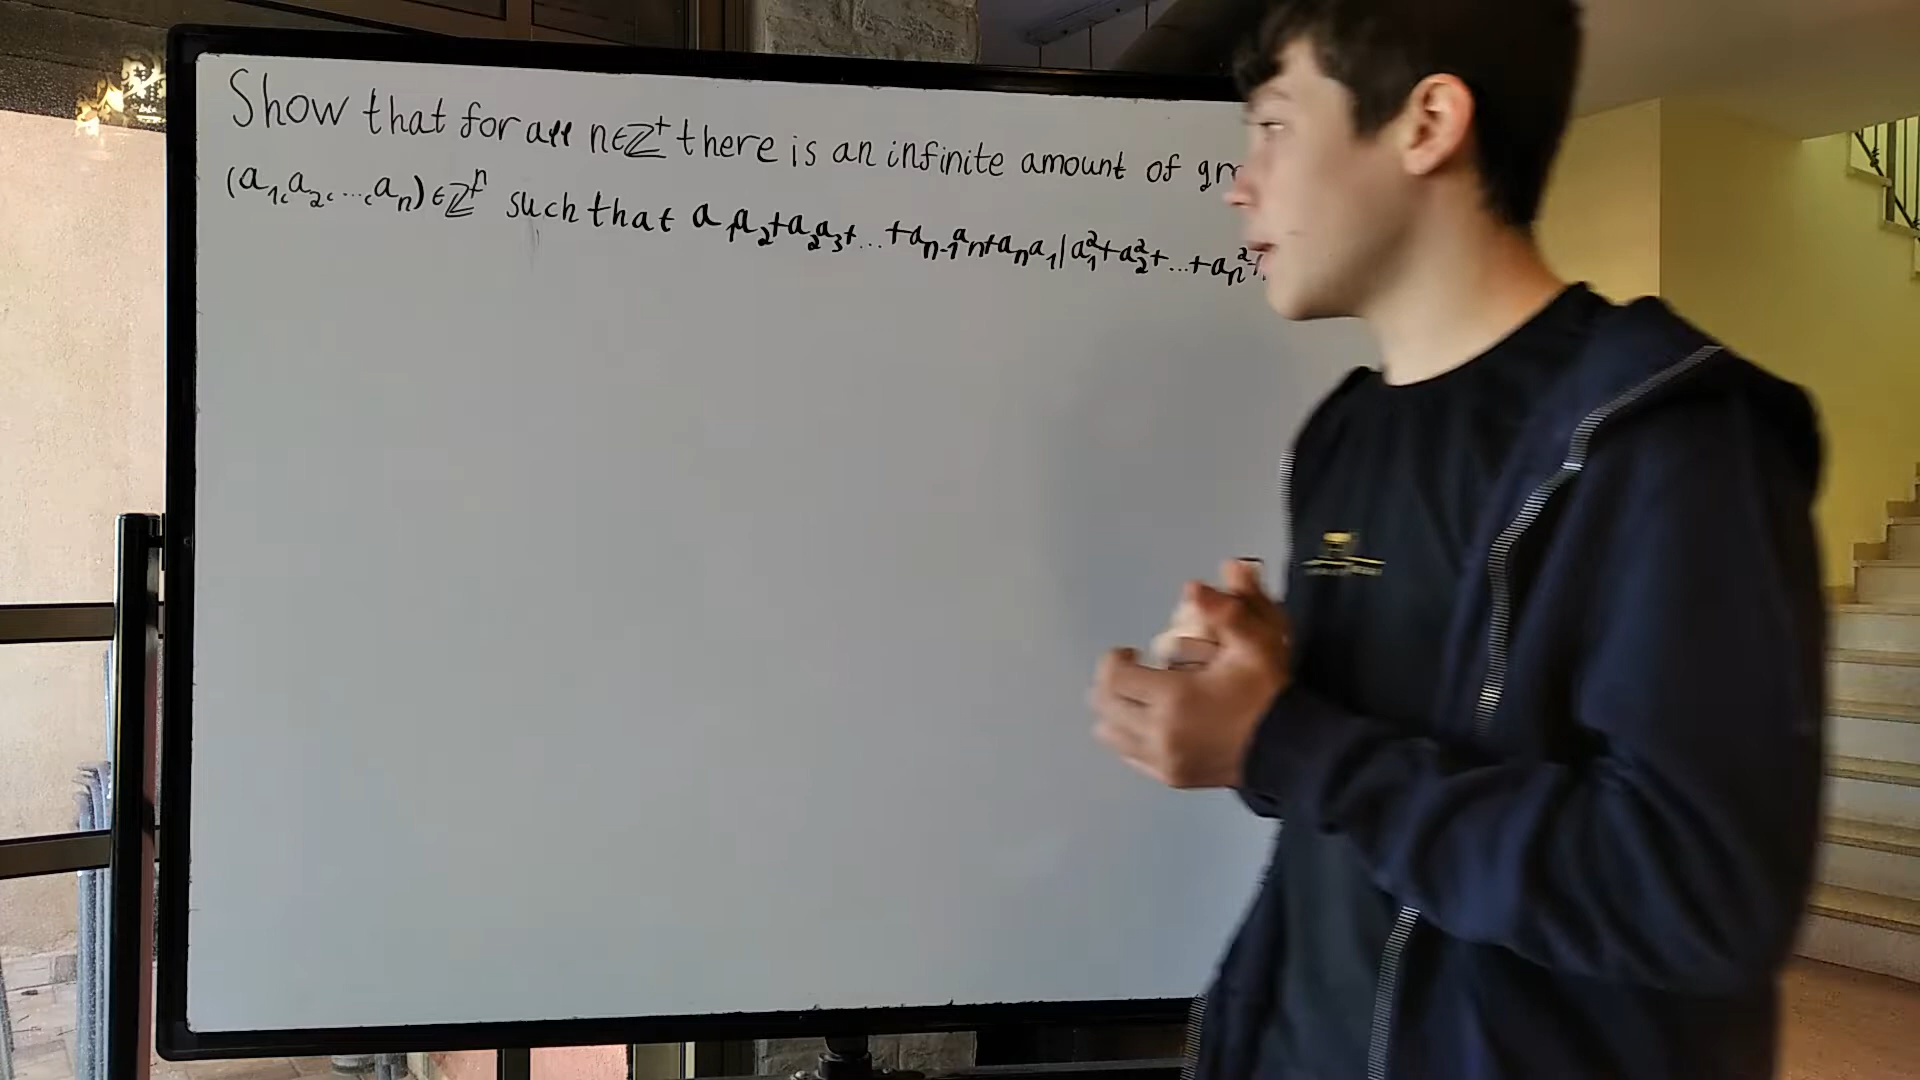 Show that for all n∈ℤ⁺ there is an infinite amount of gr
(a₁, a₂, ..., aₙ)∈ℤⁿ such that a₁a₂+a₂a₃+...+aₙ₋₁aₙ+aₙa₁|a₁²+a₂²+...+aₙ²